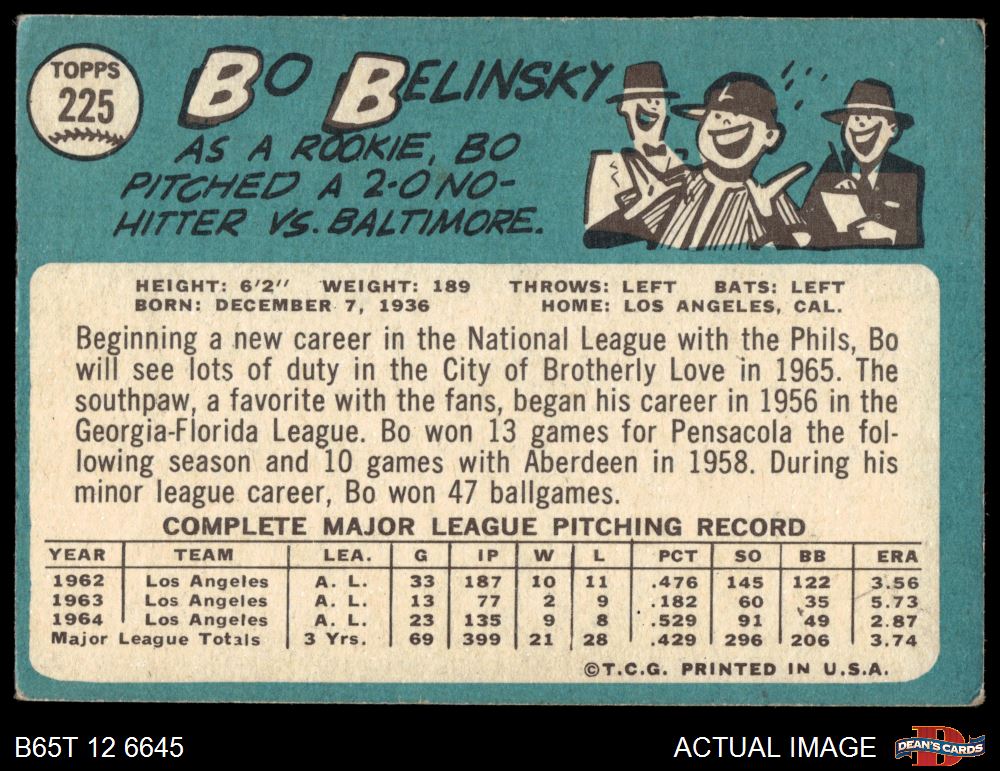 TOPPS
225
BO BELINSKY
AS A ROOKIE, BO
PITCHED A 2-0 NO-
HITTER VS. BALTIMORE.
HEIGHT: 6'2" WEIGHT: 189 THROWS: LEFT BATS: LEFT
BORN: DECEMBER 7, 1936 HOME: LOS ANGELES, CAL.
Beginning a new career in the National League with the Phils, Bo
will see lots of duty in the City of Brotherly Love in 1965. The
southpaw, a favorite with the fans, began his career in 1956 in the
Georgia-Florida League. Bo won 13 games for Pensacola the fol-
lowing season and 10 games with Aberdeen in 1958. During his
minor league career, Bo won 47 ballgames.
COMPLETE MAJOR LEAGUE PITCHING RECORD
YEAR TEAM LEA. G IP W L PCT SO BB ERA
1962 Los Angeles A. L. 33 187 10 11 .476 145 122 3.56
1963 Los Angeles A. L. 13 77 2 9 .182 60 35 5.73
1964 Los Angeles A. L. 23 135 9 8 .529 91 49 2.87
Major League Totals 3 Yrs. 69 399 21 28 .429 296 206 3.74
©T.C.G. PRINTED IN U.S.A.
B65T 12 6645 ACTUAL IMAGE DEAN'S CARDS